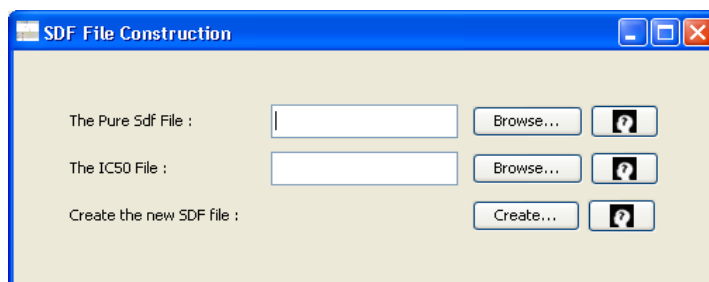 SDF File Construction
The Pure Sdf File : Browse...
The IC50 File : Browse...
Create the new SDF file : Create...